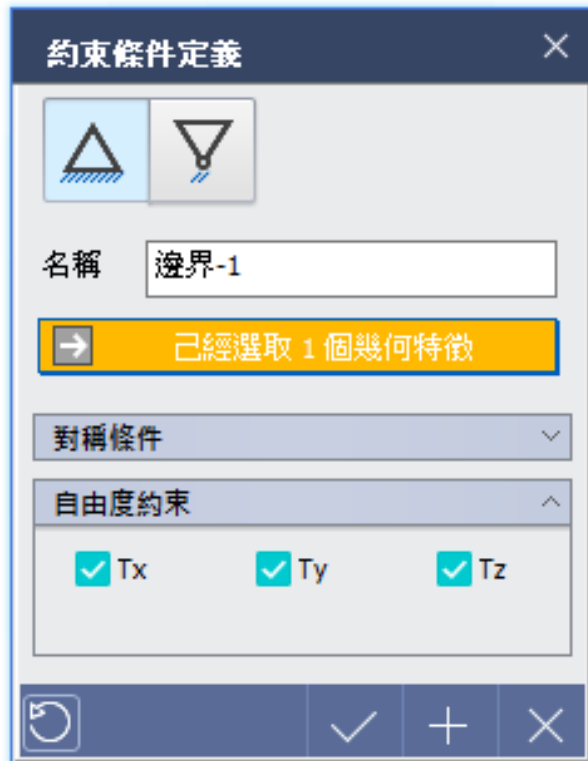 約束條件定義
名稱
邊界-1
己經選取 1 個幾何特徵
對稱條件
自由度約束
Tx Ty Tz